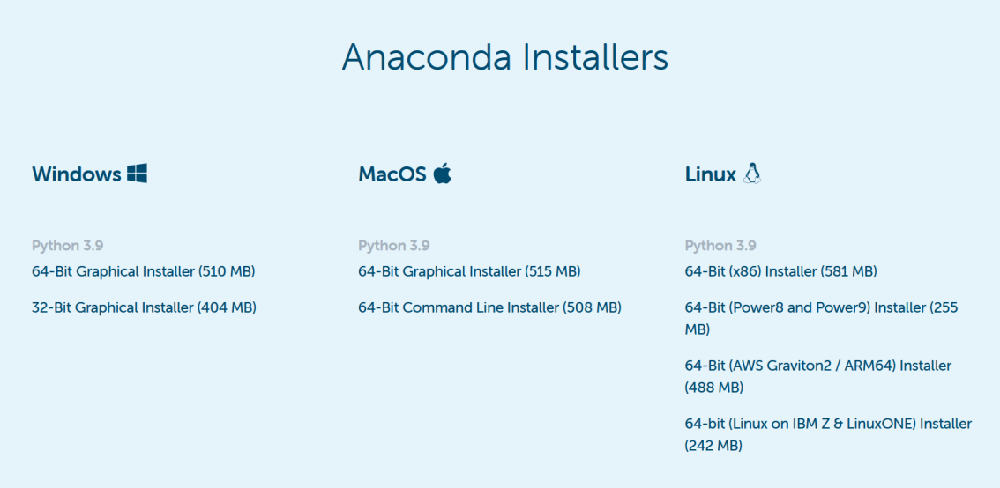 Anaconda Installers
Windows
Python 3.9
64-Bit Graphical Installer (510 MB)
32-Bit Graphical Installer (404 MB)
MacOS
Python 3.9
64-Bit Graphical Installer (515 MB)
64-Bit Command Line Installer (508 MB)
Linux
Python 3.9
64-Bit (x86) Installer (581 MB)
64-Bit (Power8 and Power9) Installer (255
MB)
64-Bit (AWS Graviton2 / ARM64) Installer
(488 MB)
64-bit (Linux on IBM Z & LinuxONE) Installer
(242 MB)